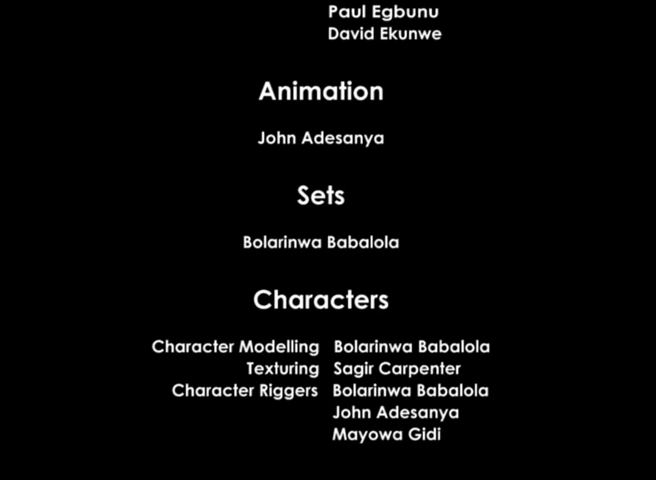 Paul Egbunu
David Ekunwe
Animation
John Adesanya
Sets
Bolarinwa Babalola
Characters
Character Modelling Bolarinwa Babalola
Texturing Sagir Carpenter
Character Riggers Bolarinwa Babalola
John Adesanya
Mayowa Gidi